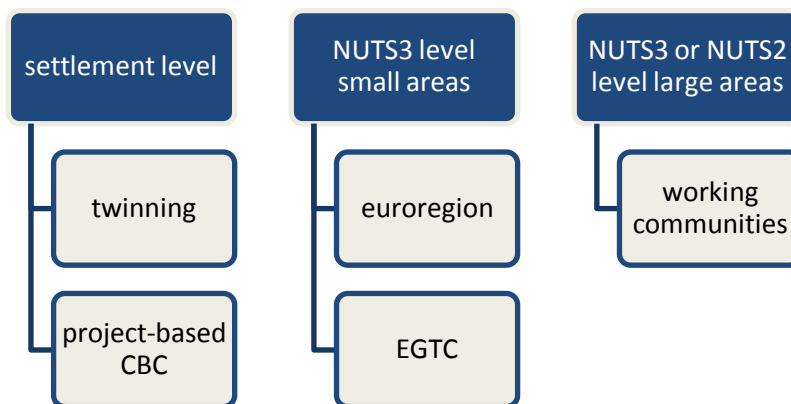 settlement level
twinning
project-based
CBC
NUTS3 level
small areas
euroregion
EGTC
NUTS3 or NUTS2
level large areas
working
communities